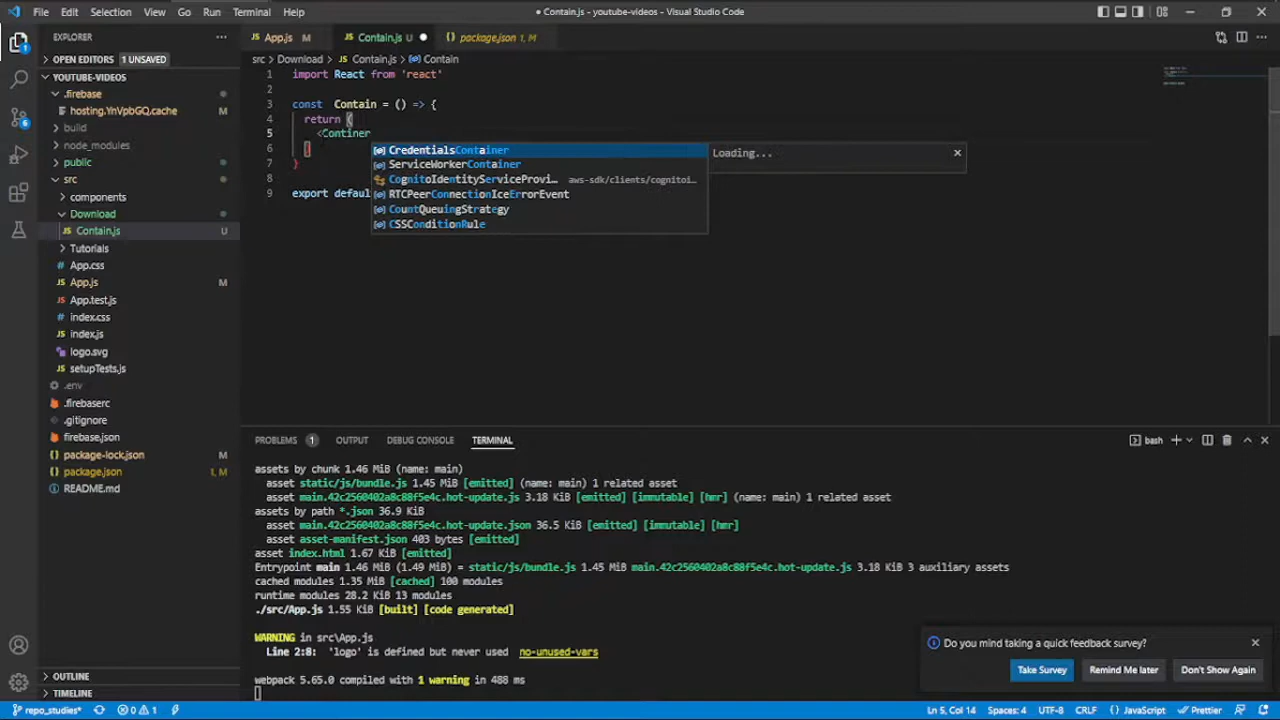 File Edit Selection View Go Run Terminal Help
● Contain.js - youtube-videos - Visual Studio Code
EXPLORER ···
App.js M
Contain.js U ●
package.json 1, M
OPEN EDITORS 1 UNSAVED
src > Download > Contain.js > Contain
YOUTUBE-VIDEOS
.firebase
hosting.YnVpbGQ.cache M
build
node_modules
public
src
components
Download
Contain.js U
Tutorials
App.css
App.js M
App.test.js
index.css
index.js
logo.svg
setupTests.js
.env
.firebaserc
.gitignore
firebase.json
package-lock.json M
package.json 1, M
README.md
OUTLINE
TIMELINE
1 import React from 'react'
2
3 const Contain = () => {
4 return (
5 <Continer
6 )
7 }
8
9 export defaul
CredentialsContainer
ServiceWorkerContainer
CognitoIdentityServiceProvi… aws-sdk/clients/cognitoi…
RTCPeerConnectionIceErrorEvent
CountQueuingStrategy
CSSConditionRule
Loading...
PROBLEMS 1 OUTPUT DEBUG CONSOLE TERMINAL
bash
assets by chunk 1.46 MiB (name: main)
asset static/js/bundle.js 1.45 MiB [emitted] (name: main) 1 related asset
asset main.42c2560402a8c88f5e4c.hot-update.js 3.18 KiB [emitted] [immutable] [hmr] (name: main) 1 related asset
assets by path *.json 36.9 KiB
asset main.42c2560402a8c88f5e4c.hot-update.json 36.5 KiB [emitted] [immutable] [hmr]
asset asset-manifest.json 403 bytes [emitted]
asset index.html 1.67 KiB [emitted]
Entrypoint main 1.46 MiB (1.49 MiB) = static/js/bundle.js 1.45 MiB main.42c2560402a8c88f5e4c.hot-update.js 3.18 KiB 3 auxiliary assets
cached modules 1.35 MiB [cached] 100 modules
runtime modules 28.2 KiB 13 modules
./src/App.js 1.55 KiB [built] [code generated]
WARNING in src\App.js
Line 2:8: 'logo' is defined but never used no-unused-vars
webpack 5.65.0 compiled with 1 warning in 488 ms
Do you mind taking a quick feedback survey?
Take Survey Remind Me later Don't Show Again
repo_studies* 0 1
Ln 5, Col 14 Spaces: 4 UTF-8 CRLF {} JavaScript Prettier